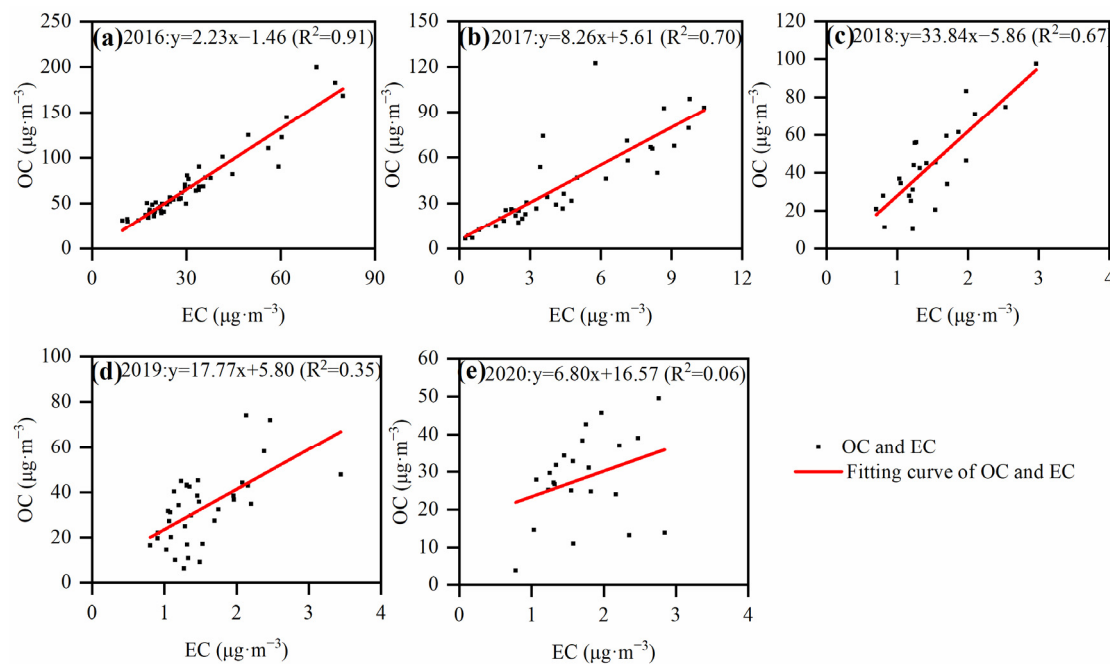 (a) 2016:y=2.23x−1.46 (R²=0.91)
250
200
150
100
50
0
OC (μg·m⁻³)
0 30 60 90
EC (μg·m⁻³)
(b) 2017:y=8.26x+5.61 (R²=0.70)
150
120
90
60
30
0
OC (μg·m⁻³)
0 3 6 9 12
EC (μg·m⁻³)
(c) 2018:y=33.84x−5.86 (R²=0.67)
120
100
80
60
40
20
0
OC (μg·m⁻³)
0 1 2 3 4
EC (μg·m⁻³)
(d) 2019:y=17.77x+5.80 (R²=0.35)
100
80
60
40
20
0
OC (μg·m⁻³)
0 1 2 3 4
EC (μg·m⁻³)
(e) 2020:y=6.80x+16.57 (R²=0.06)
60
50
40
30
20
10
0
OC (μg·m⁻³)
0 1 2 3 4
EC (μg·m⁻³)
OC and EC
Fitting curve of OC and EC